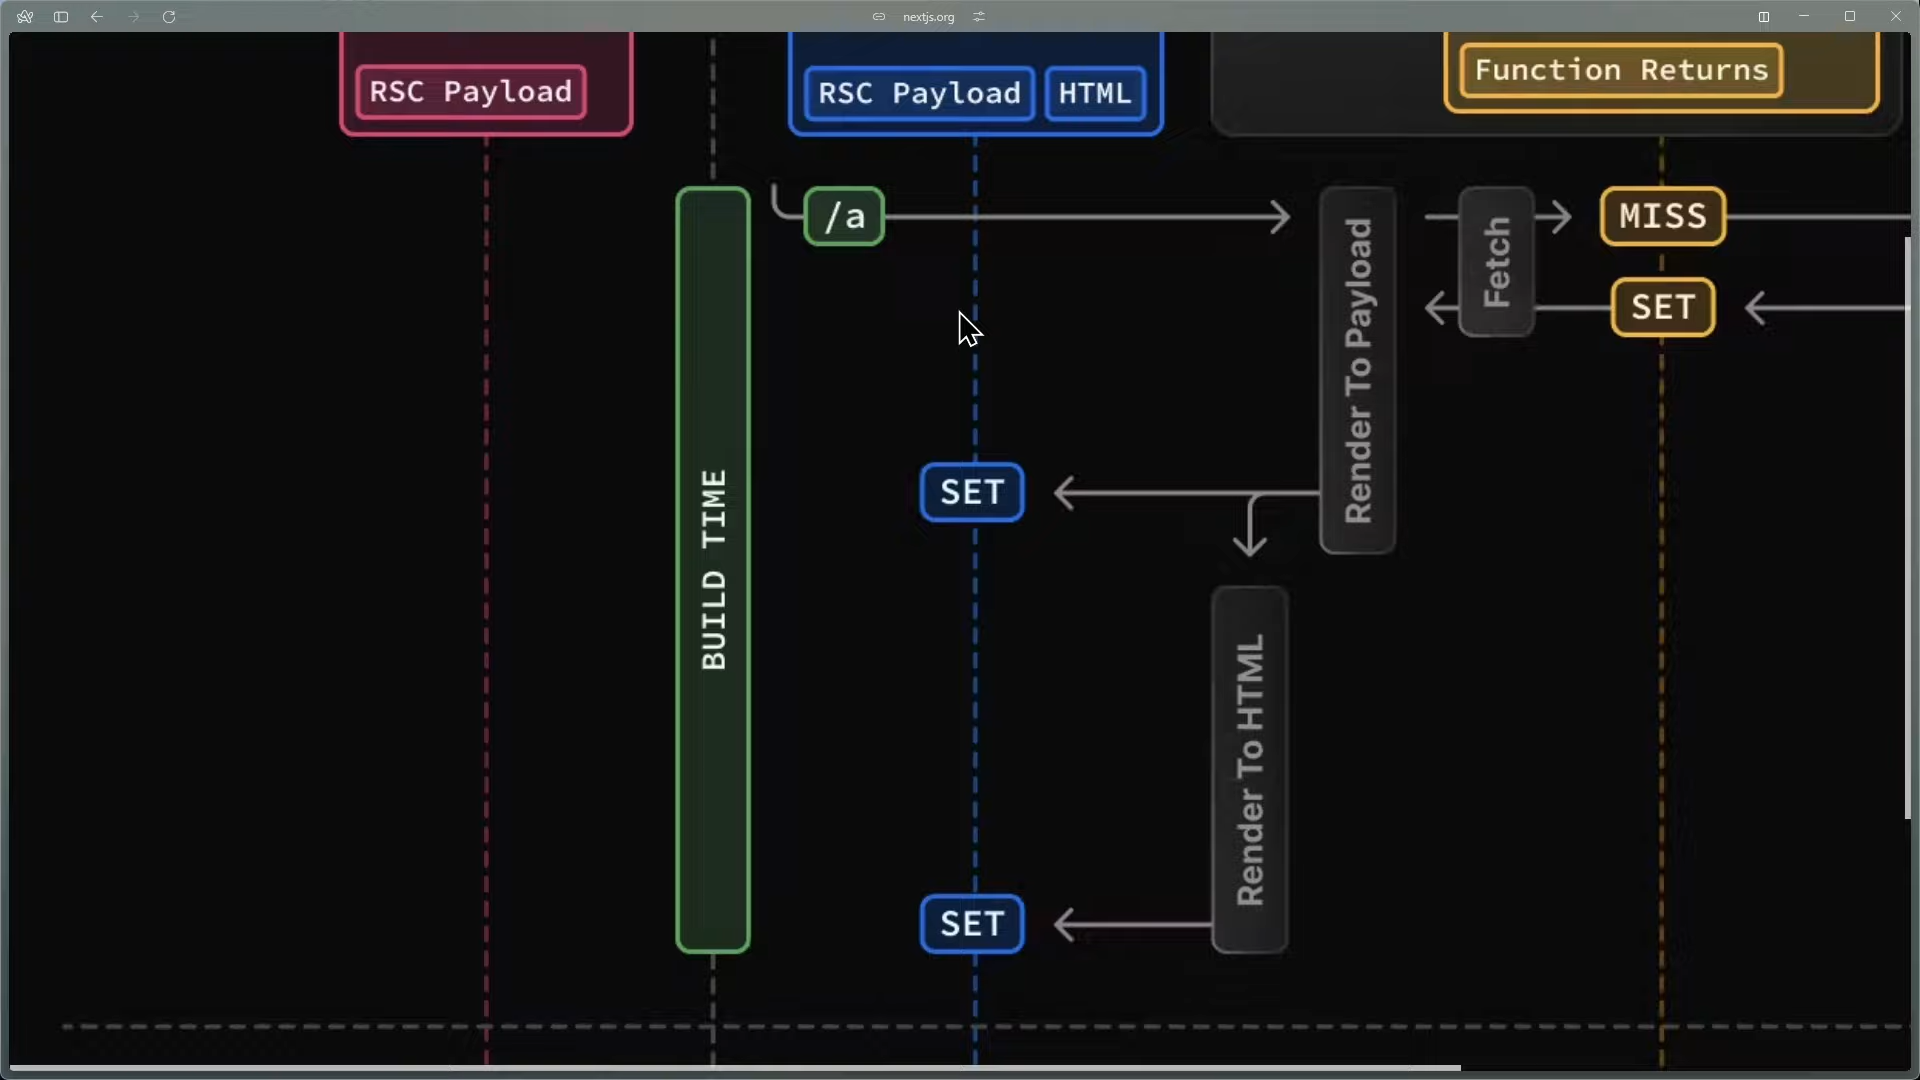 nextjs.org
RSC Payload
RSC Payload
HTML
Function Returns
/a
MISS
SET
Fetch
Render To Payload
BUILD TIME
SET
Render To HTML
SET